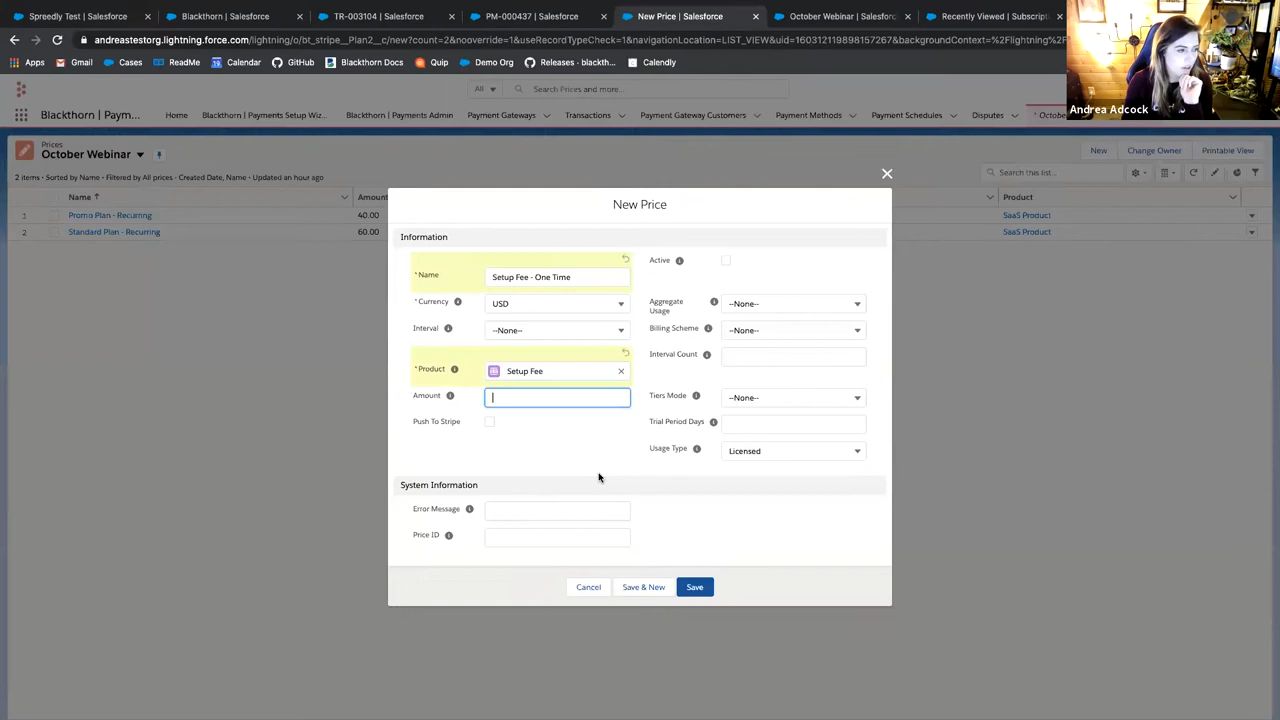 Spreedly Test | Salesforce
Blackthorn | Salesforce
TR-003104 | Salesforce
PM-000437 | Salesforce
New Price | Salesforce
October Webinar | Salesforc
Recently Viewed | Subscripti
andreastestorg.lightning.force.com/lightning/o/bt_stripe__Plan2__c/new?count=2&nooverride=1&useRecordTypeCheck=1&navigationLocation=LIST_VIEW&uid=160312119898157267&backgroundContext=%2Flightning%2F
Apps
Gmail
Cases
ReadMe
Calendar
GitHub
Blackthorn Docs
Quip
Demo Org
Releases - blackth...
Calendly
Andrea Adcock
All
Search Prices and more...
Blackthorn | Paym...
Home
Blackthorn | Payments Setup Wiz...
Blackthorn | Payments Admin
Payment Gateways
Transactions
Payment Gateway Customers
Payment Methods
Payment Schedules
Disputes
* Octob
Prices
October Webinar
New
Change Owner
Printable View
2 items • Sorted by Name • Filtered by All prices - Created Date, Name • Updated an hour ago
Search this list...
Name
Amount
Product
1
Promo Plan - Recurring
40.00
SaaS Product
2
Standard Plan - Recurring
60.00
SaaS Product
New Price
Information
* Name
Setup Fee - One Time
Active
* Currency
USD
Aggregate
Usage
--None--
Interval
--None--
Billing Scheme
--None--
Interval Count
* Product
Setup Fee
Amount
Tiers Mode
--None--
Push To Stripe
Trial Period Days
Usage Type
Licensed
System Information
Error Message
Price ID
Cancel
Save & New
Save